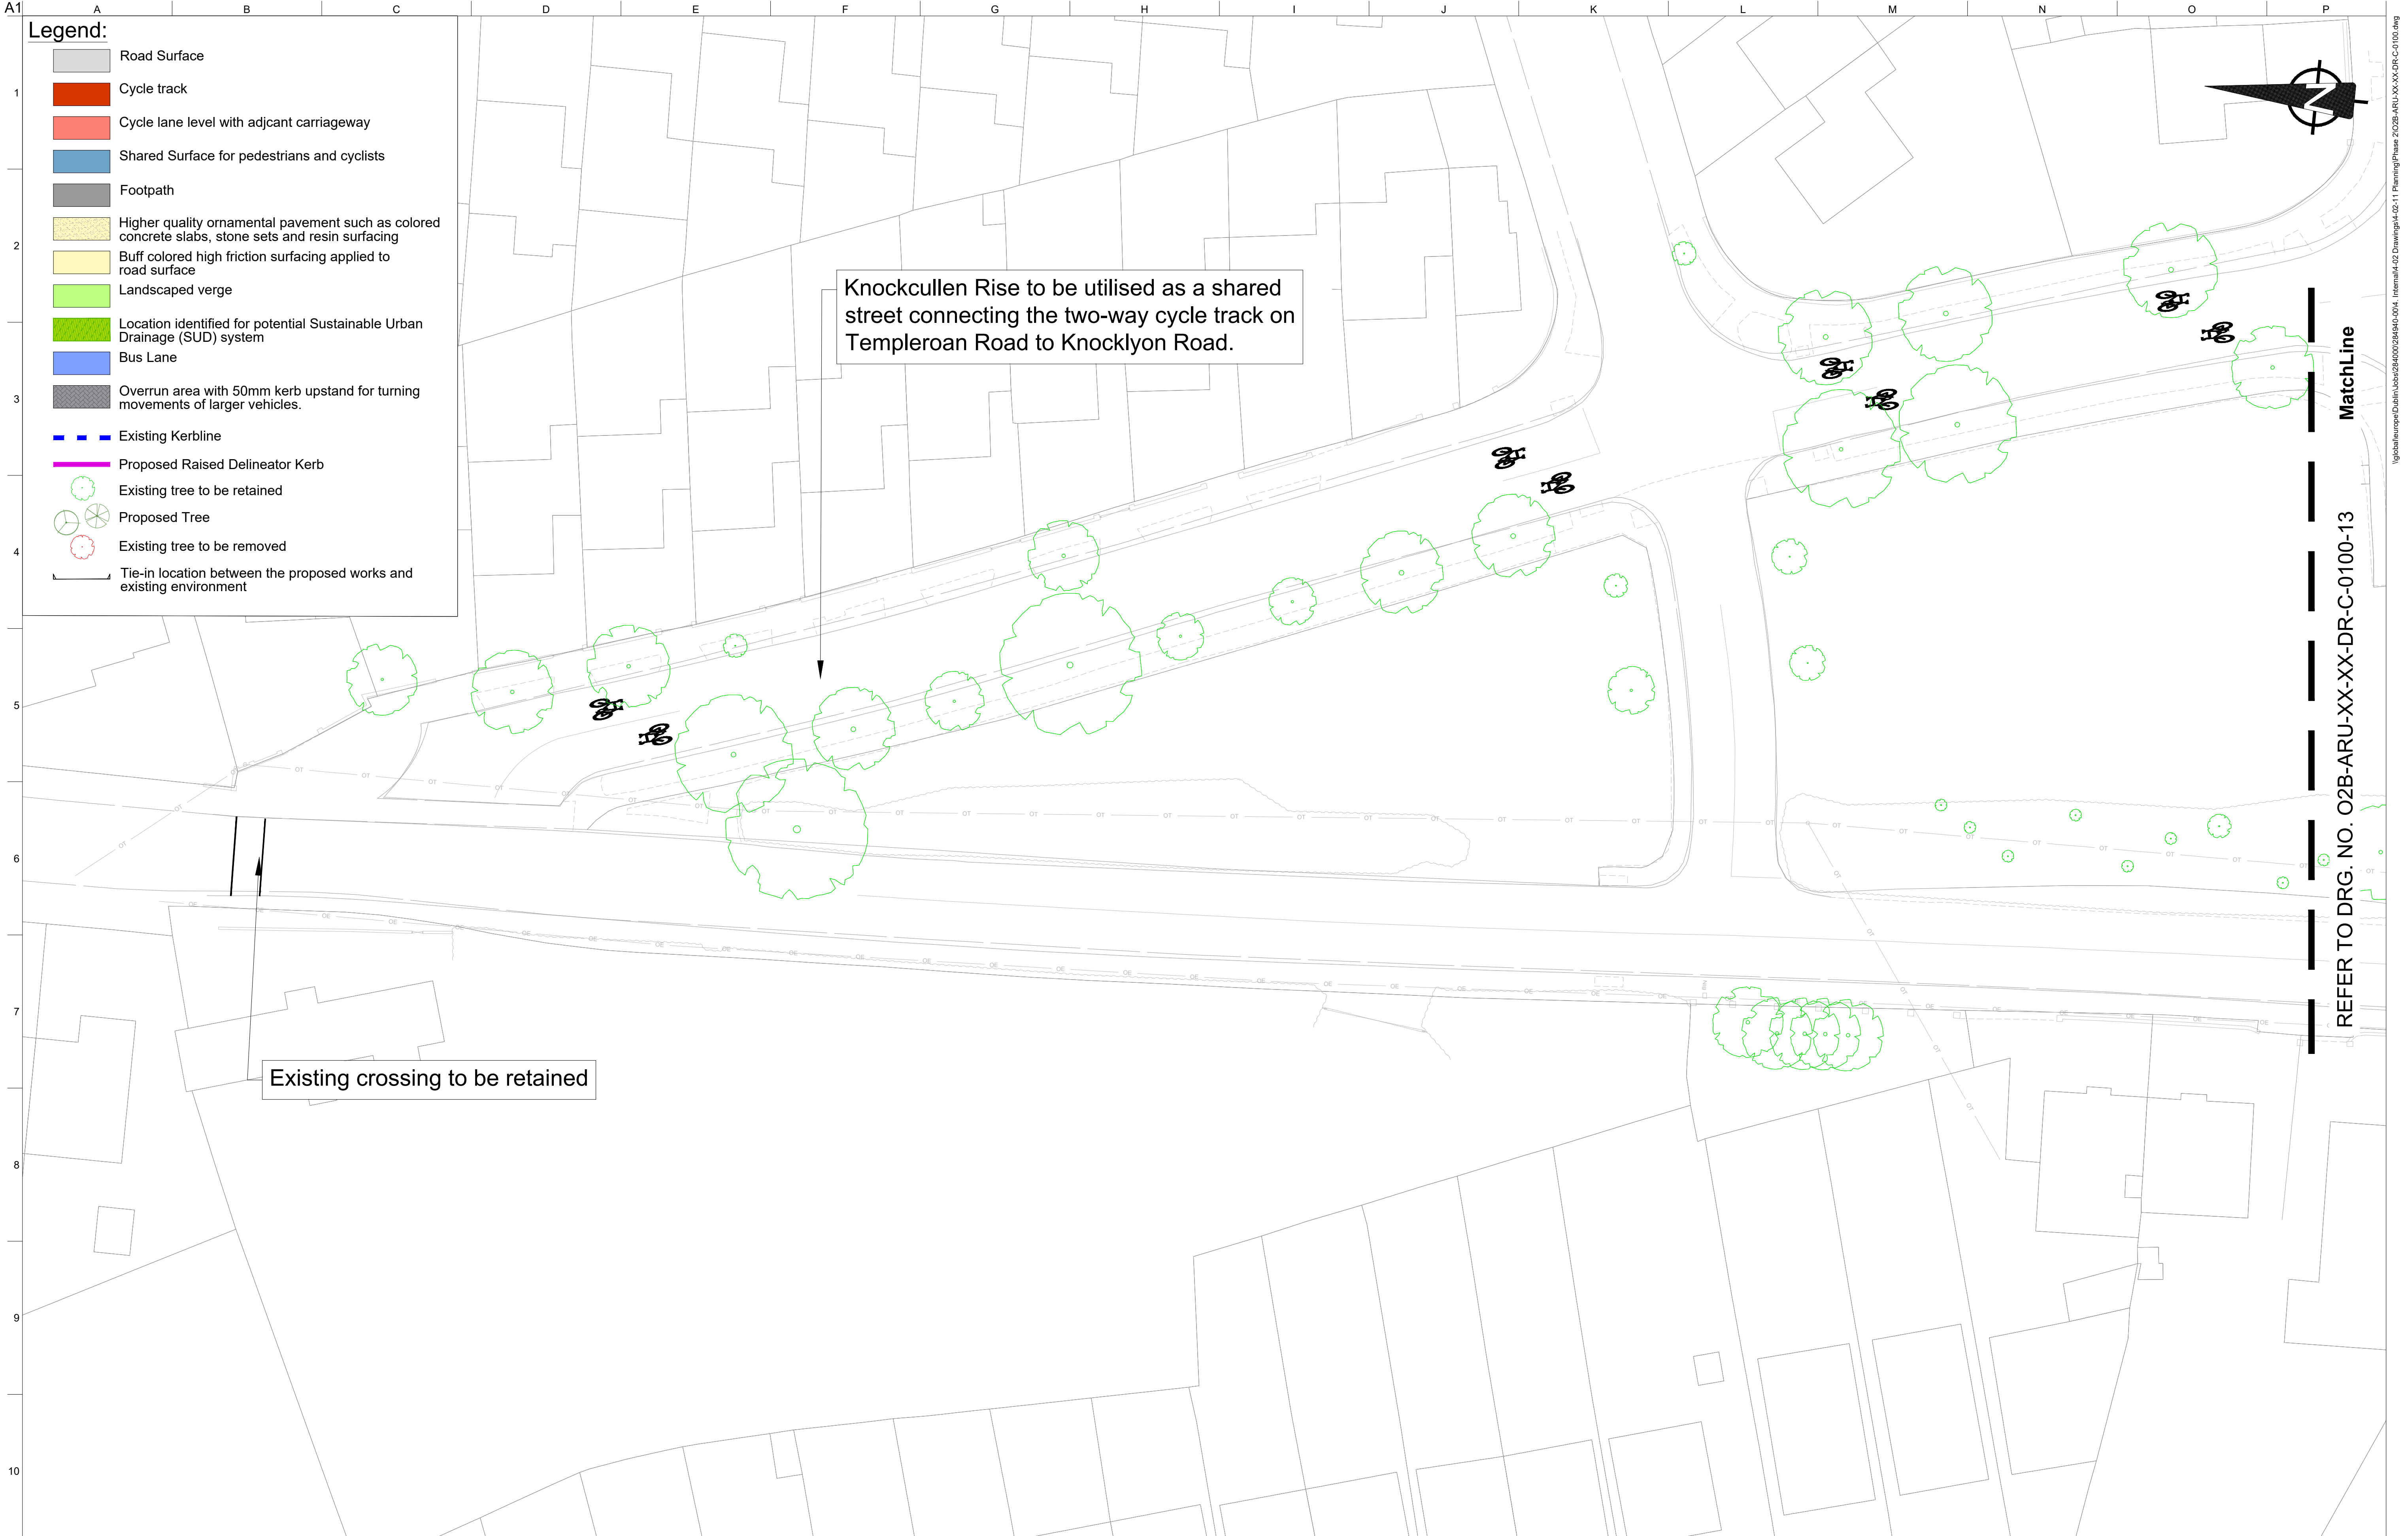 A1
A B C D E F G H I J K L M N O P
1
2
3
4
5
6
7
8
9
10
Legend:
Road Surface
Cycle track
Cycle lane level with adjcant carriageway
Shared Surface for pedestrians and cyclists
Footpath
Higher quality ornamental pavement such as colored
concrete slabs, stone sets and resin surfacing
Buff colored high friction surfacing applied to
road surface
Landscaped verge
Location identified for potential Sustainable Urban
Drainage (SUD) system
Bus Lane
Overrun area with 50mm kerb upstand for turning
movements of larger vehicles.
Existing Kerbline
Proposed Raised Delineator Kerb
Existing tree to be retained
Proposed Tree
Existing tree to be removed
Tie-in location between the proposed works and
existing environment
Knockcullen Rise to be utilised as a shared
street connecting the two-way cycle track on
Templeroan Road to Knocklyon Road.
Existing crossing to be retained
N
MatchLine
REFER TO DRG. NO. O2B-ARU-XX-XX-DR-C-0100-13